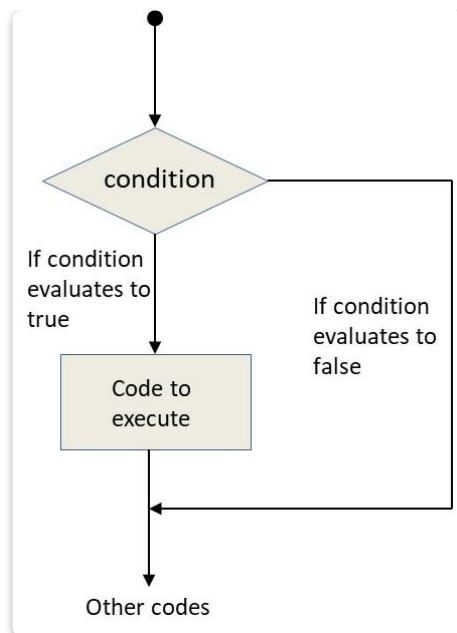 condition
If condition
evaluates to
true
If condition
evaluates to
false
Code to
execute
Other codes